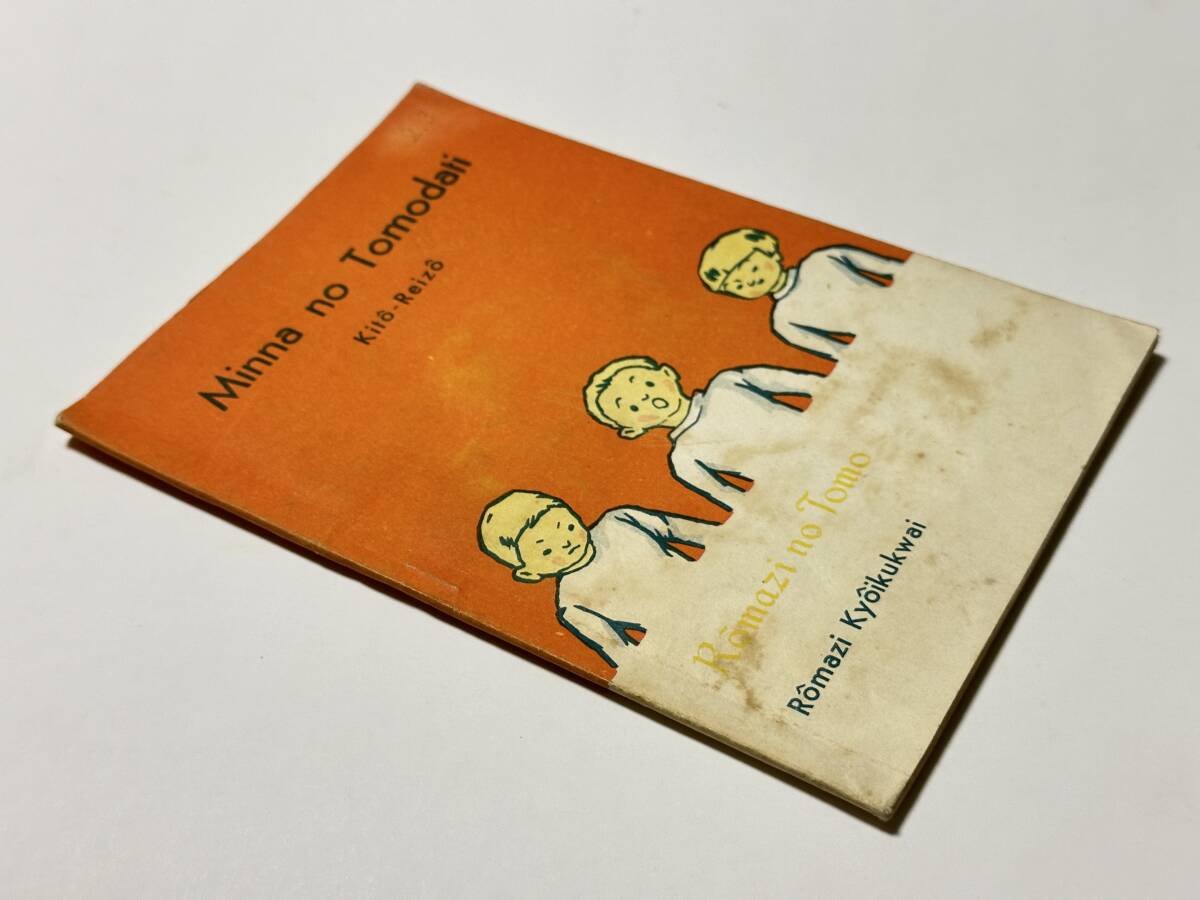 Minna no Tomodati
Kitô-Reizô
Rômazi no Tomo
Rômazi Kyôikukwai